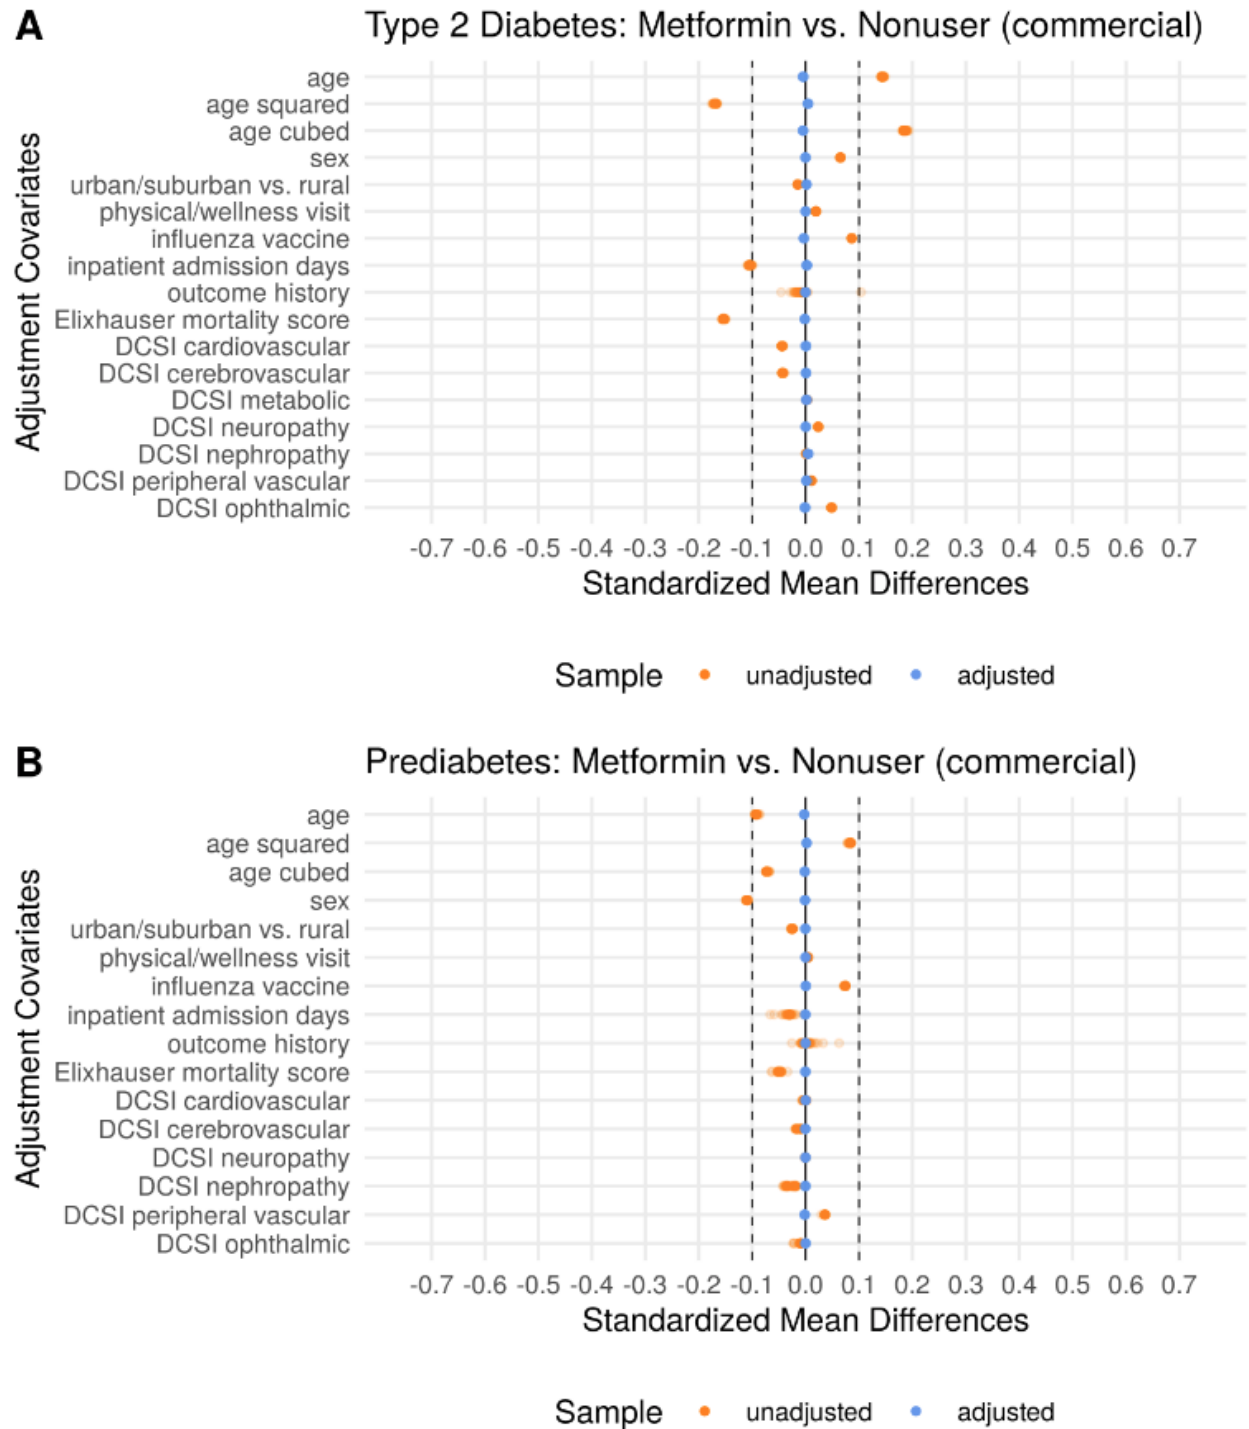 A
Type 2 Diabetes: Metformin vs. Nonuser (commercial)
Adjustment Covariates
age
age squared
age cubed
sex
urban/suburban vs. rural
physical/wellness visit
influenza vaccine
inpatient admission days
outcome history
Elixhauser mortality score
DCSI cardiovascular
DCSI cerebrovascular
DCSI metabolic
DCSI neuropathy
DCSI nephropathy
DCSI peripheral vascular
DCSI ophthalmic
-0.7 -0.6 -0.5 -0.4 -0.3 -0.2 -0.1 0.0 0.1 0.2 0.3 0.4 0.5 0.6 0.7
Standardized Mean Differences
Sample unadjusted adjusted
B
Prediabetes: Metformin vs. Nonuser (commercial)
Adjustment Covariates
age
age squared
age cubed
sex
urban/suburban vs. rural
physical/wellness visit
influenza vaccine
inpatient admission days
outcome history
Elixhauser mortality score
DCSI cardiovascular
DCSI cerebrovascular
DCSI neuropathy
DCSI nephropathy
DCSI peripheral vascular
DCSI ophthalmic
-0.7 -0.6 -0.5 -0.4 -0.3 -0.2 -0.1 0.0 0.1 0.2 0.3 0.4 0.5 0.6 0.7
Standardized Mean Differences
Sample unadjusted adjusted